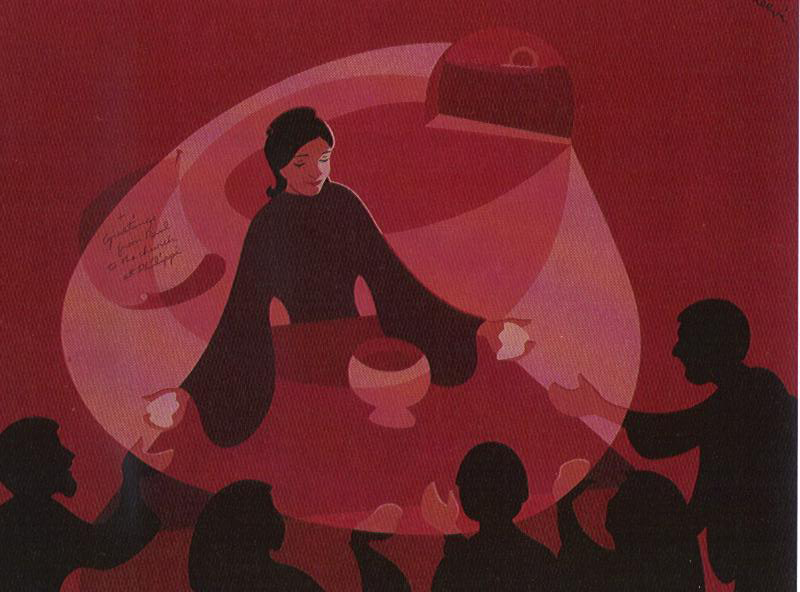 Greetings
from Paul
to the church
at Philippi